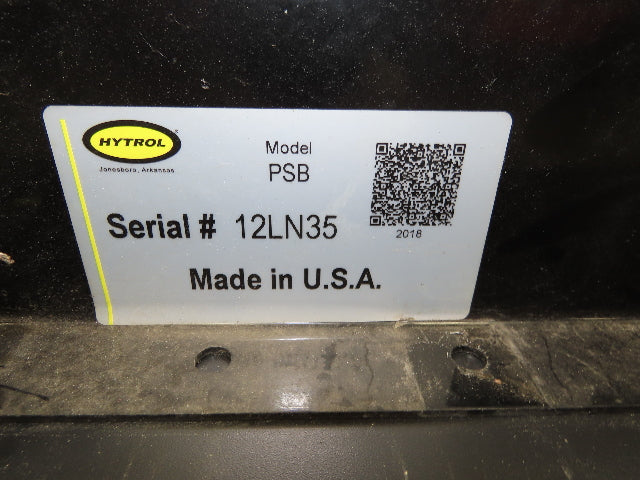 HYTROL
Jonesboro, Arkansas
Model
PSB
2018
Serial # 12LN35
Made in U.S.A.